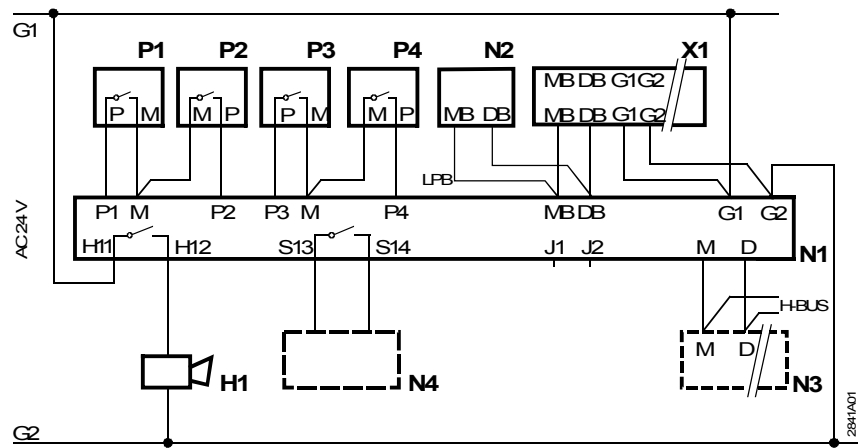 G1
P1 P2 P3 P4 N2 X1
MB DB G1 G2
P M M P P M M P MB DB MB DB G1 G2
LPB
P1 M P2 P3 M P4 MB DB G1 G2
AC 24 V
H11 H12 S13 S14 J1 J2 M D N1
H-BUS
M D
H1 N4 N3
G2
2841A01